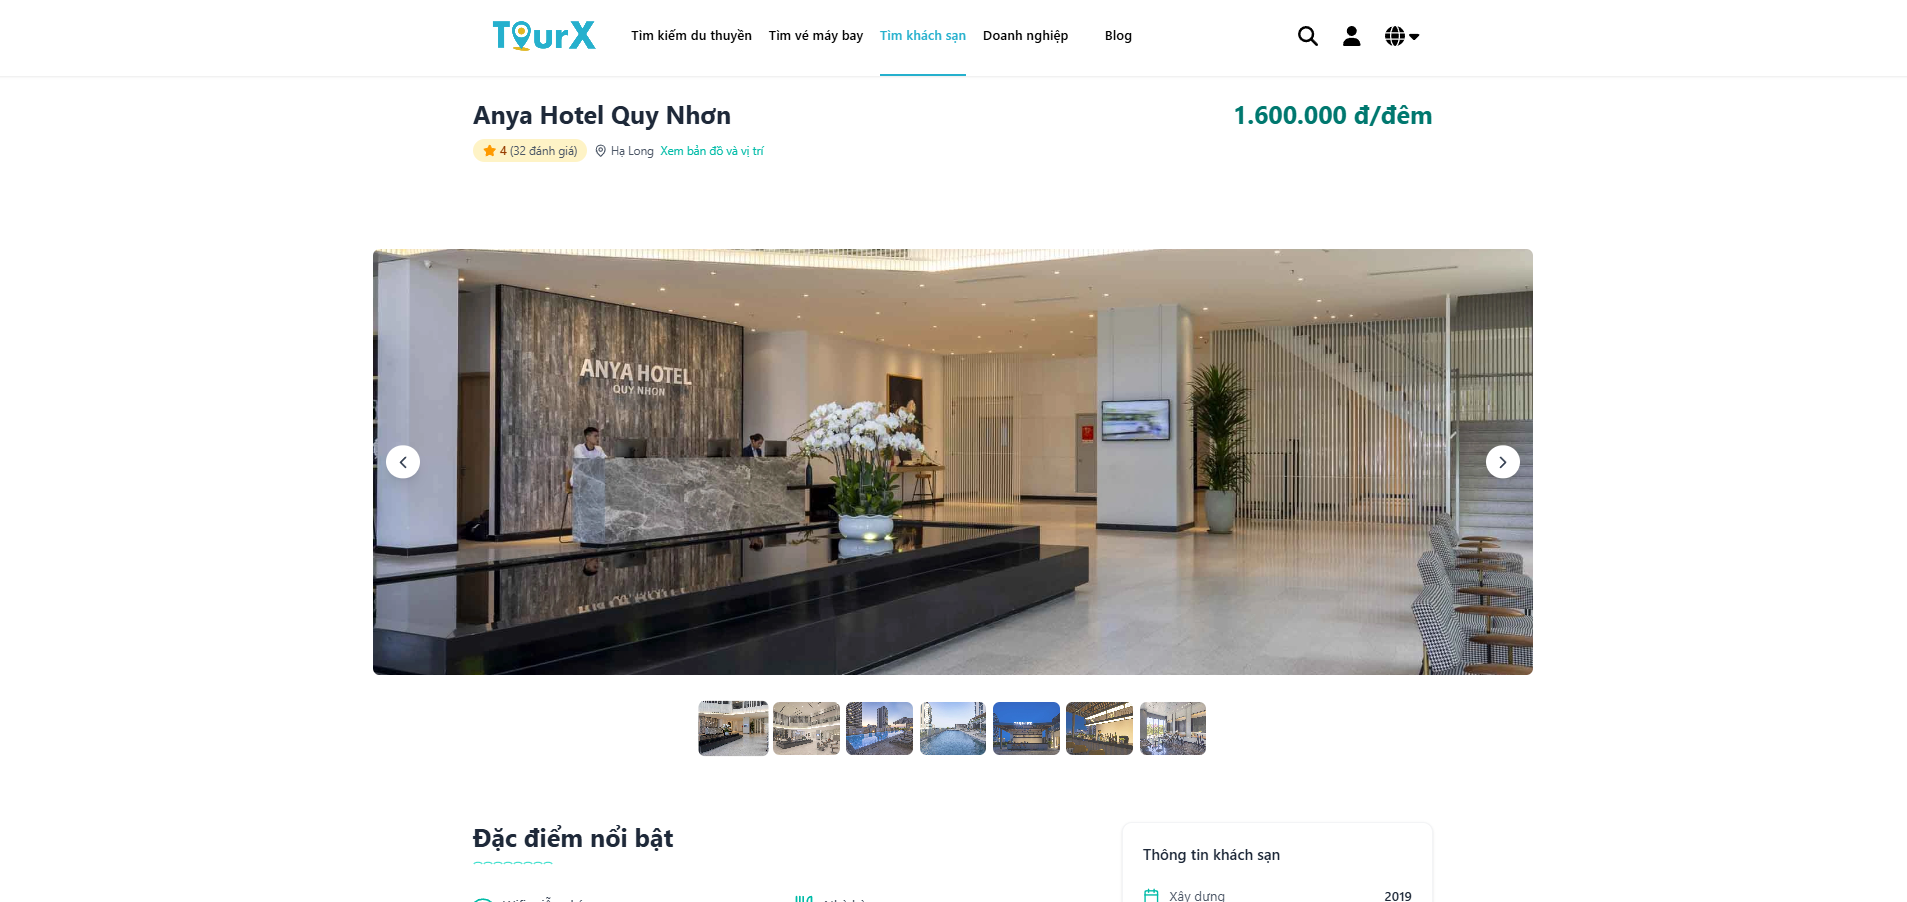 TourX
Tìm kiếm du thuyền
Tìm vé máy bay
Tìm khách sạn
Doanh nghiệp
Blog
Anya Hotel Quy Nhơn
1.600.000 đ/đêm
4 (32 đánh giá)
Hạ Long
Xem bản đồ và vị trí
ANYA HOTEL
QUY NHON
Đặc điểm nổi bật
Thông tin khách sạn
Xây dựng
2019